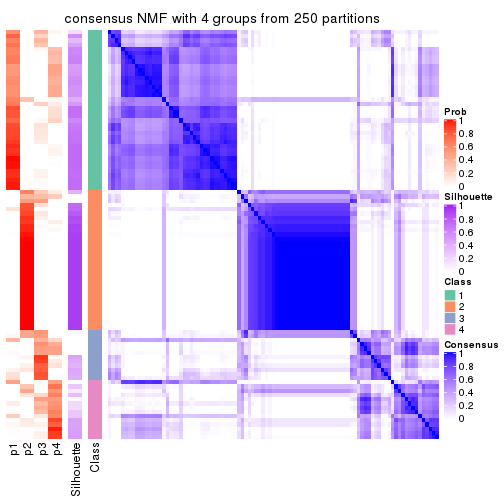 consensus NMF with 4 groups from 250 partitions
Prob
1
0.8
0.6
0.4
0.2
0
Silhouette
0.8
0.6
0.4
0.2
0
Class
1
2
3
4
Consensus
1
0.8
0.6
0.4
0.2
0
p1
p2
p3
p4
Silhouette
Class